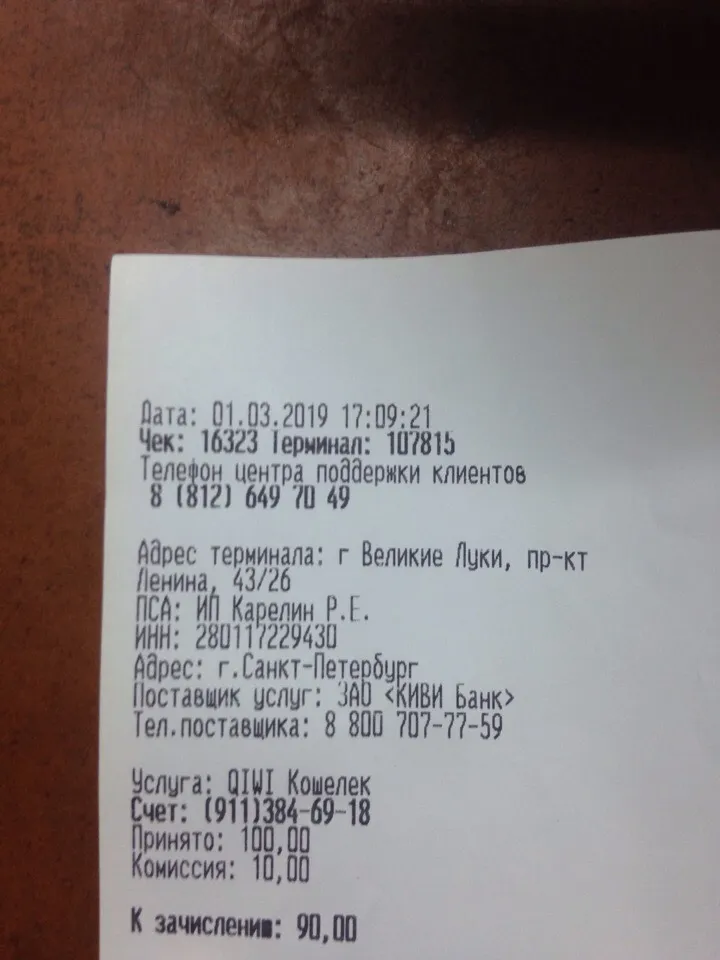 Дата: 01.03.2019 17:09:21
Чек: 16323 Терминал: 107815
Телефон центра поддержки клиентов
8 (812) 649 70 49
Адрес терминала: г Великие Луки, пр-кт
Ленина, 43/26
ПСА: ИП Карелин Р.Е.
ИНН: 280117229430
Адрес: г.Санкт-Петербург
Поставщик услуг: ЗАО <КИВИ Банк>
Тел.поставщика: 8 800 707-77-59
Услуга: QIWI Кошелек
Счет: (911)384-69-18
Принято: 100,00
Комиссия: 10,00
К зачислению: 90,00